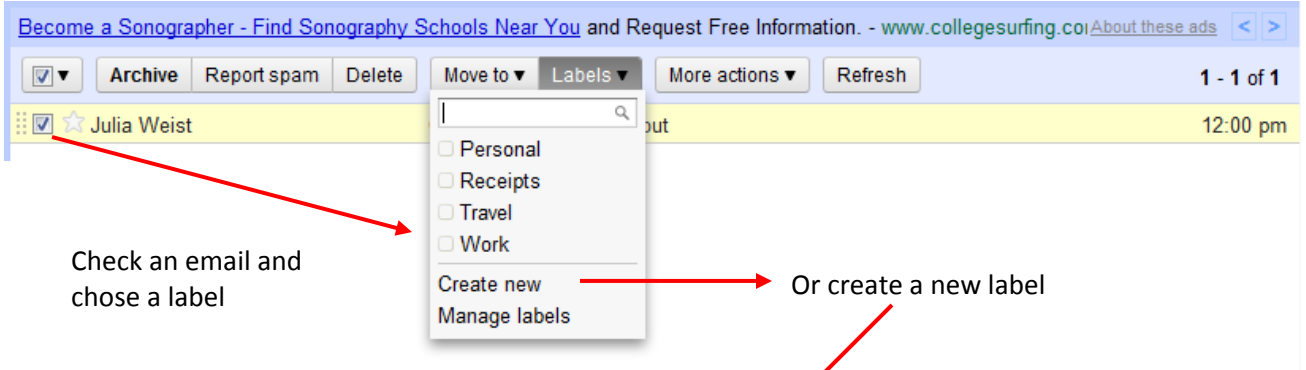 Become a Sonographer - Find Sonography Schools Near You and Request Free Information. - www.collegesurfing.co About these ads < >
▼ Archive Report spam Delete Move to ▼ Labels ▼ More actions ▼ Refresh 1 - 1 of 1
Julia Weist out 12:00 pm
Personal
Receipts
Travel
Work
Create new
Manage labels
Check an email and
chose a label
Or create a new label